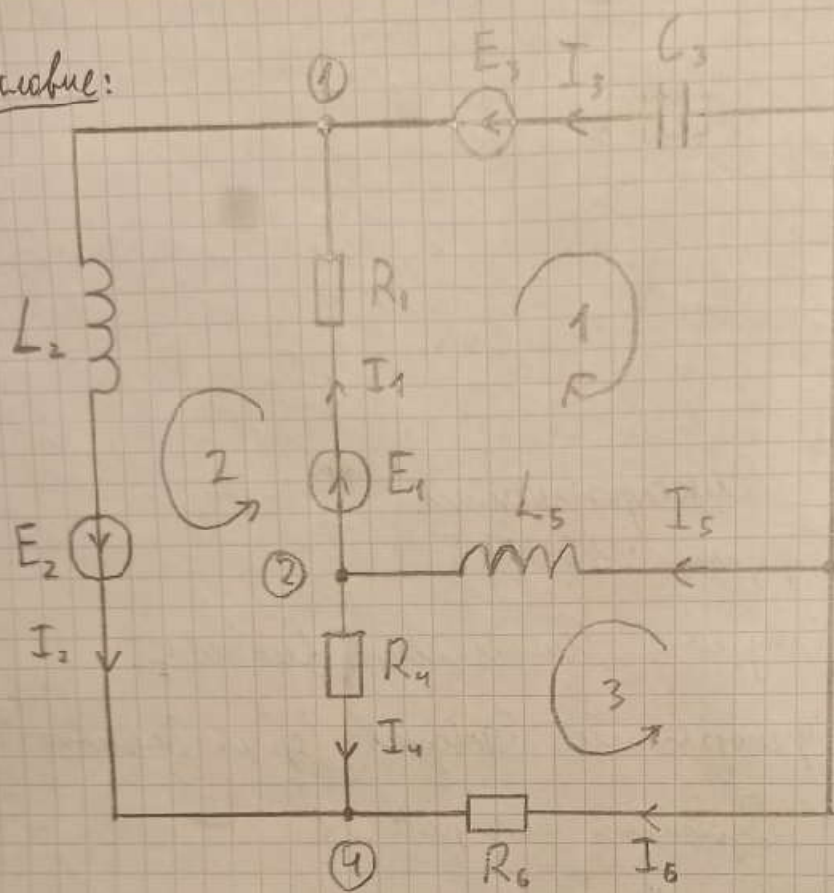 ①
E₃ I₃ C₃
L₂
R₁
1
I₁
2
E₁
L₅ I₅
E₂
②
I₂
R₄
3
I₄
④
R₆ I₆